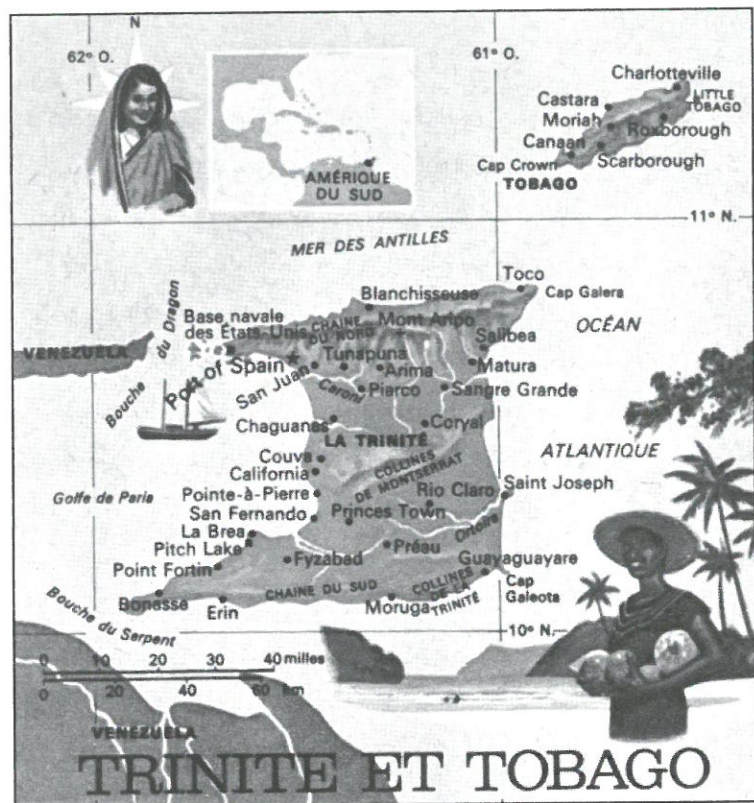 N
62° O.
61° O.
Charlotteville
LITTLE
TOBAGO
Castara
Moriah
Roxborough
Canaan
Scarborough
Cap Crown
TOBAGO
AMÉRIQUE
DU SUD
11° N.
MER DES ANTILLES
Toco
Cap Galera
Blanchisseuse
Mont Aripo
OCÉAN
Bouche du Dragon
Base navale
des États-Unis
CHAINE
DU NORD
Salibea
VENEZUELA
Port of Spain
Tunapuna
Matura
San Juan
Arima
Caroni
Piarco
Sangre Grande
Chaguanas
Coryal
LA TRINITÉ
ATLANTIQUE
Couva
COLLINES
DE MONTSERRAT
California
Golfe de Paria
Pointe-à-Pierre
Rio Claro
Saint Joseph
San Fernando
Princes Town
La Brea
Ortoire
Pitch Lake
Préau
Fyzabad
Point Fortin
Guayaguayare
CHAINE DU SUD
COLLINES
DE LA
TRINITÉ
Cap
Galeota
Bonasse
Erin
Moruga
Bouche du Serpent
10° N.
0 10 20 30 40 milles
0 20 40 60 km
VENEZUELA
TRINITE ET TOBAGO